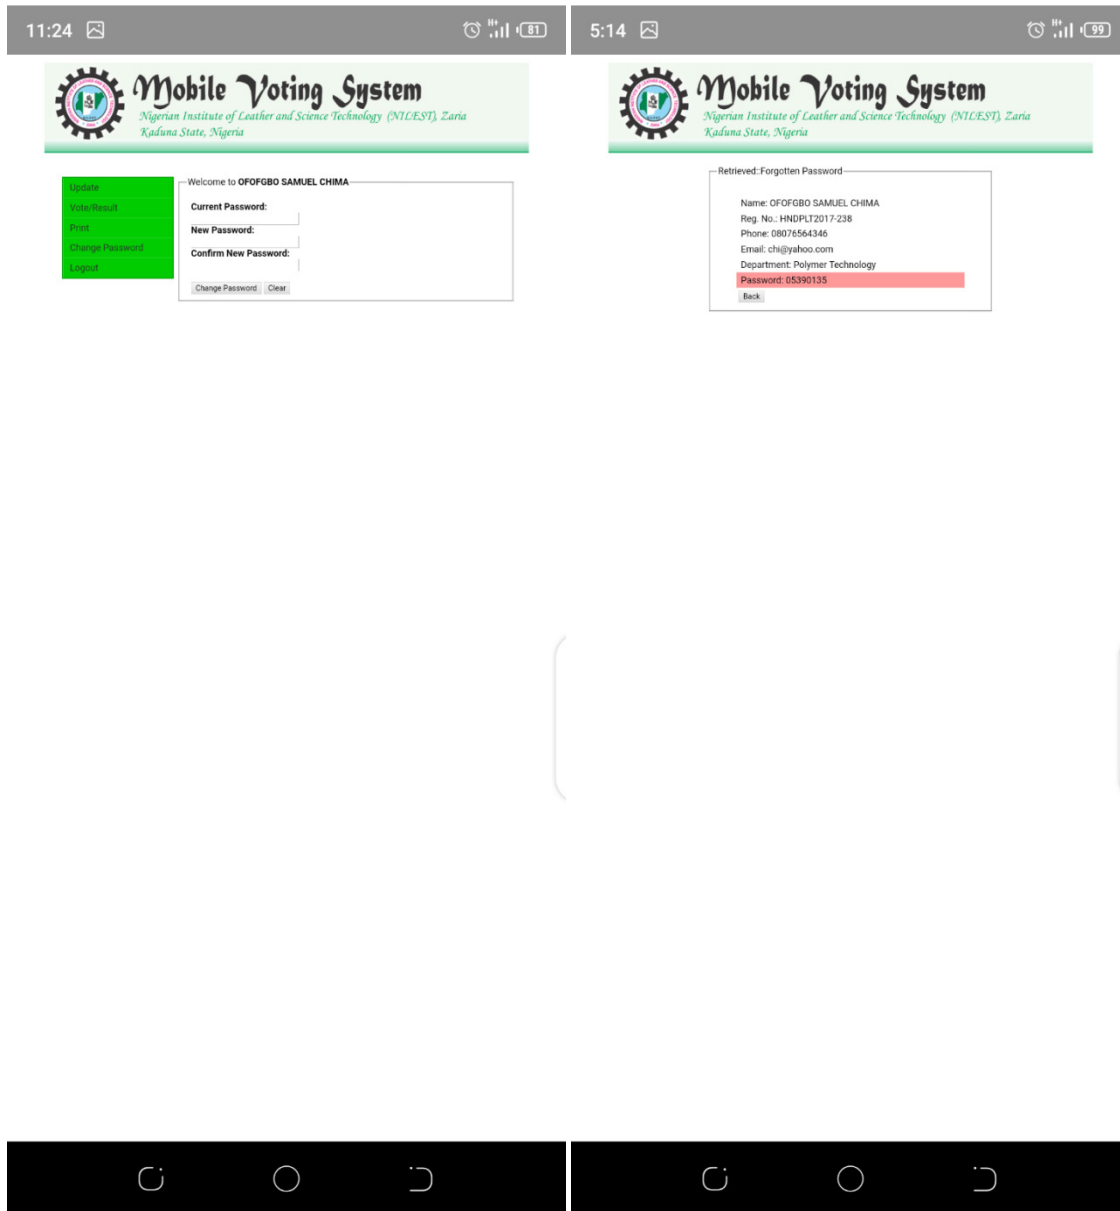 11:24
81
Mobile Voting System
Nigerian Institute of Leather and Science Technology (NILEST), Zaria
Kaduna State, Nigeria
Update
Vote/Result
Print
Change Password
Logout
Welcome to OFOFGBO SAMUEL CHIMA
Current Password:
New Password:
Confirm New Password:
Change Password Clear
5:14
99
Mobile Voting System
Nigerian Institute of Leather and Science Technology (NILEST), Zaria
Kaduna State, Nigeria
Retrieved::Forgotten Password
Name: OFOFGBO SAMUEL CHIMA
Reg. No.: HNDPLT2017-238
Phone: 08076564346
Email: chi@yahoo.com
Department: Polymer Technology
Password: 05390135
Back